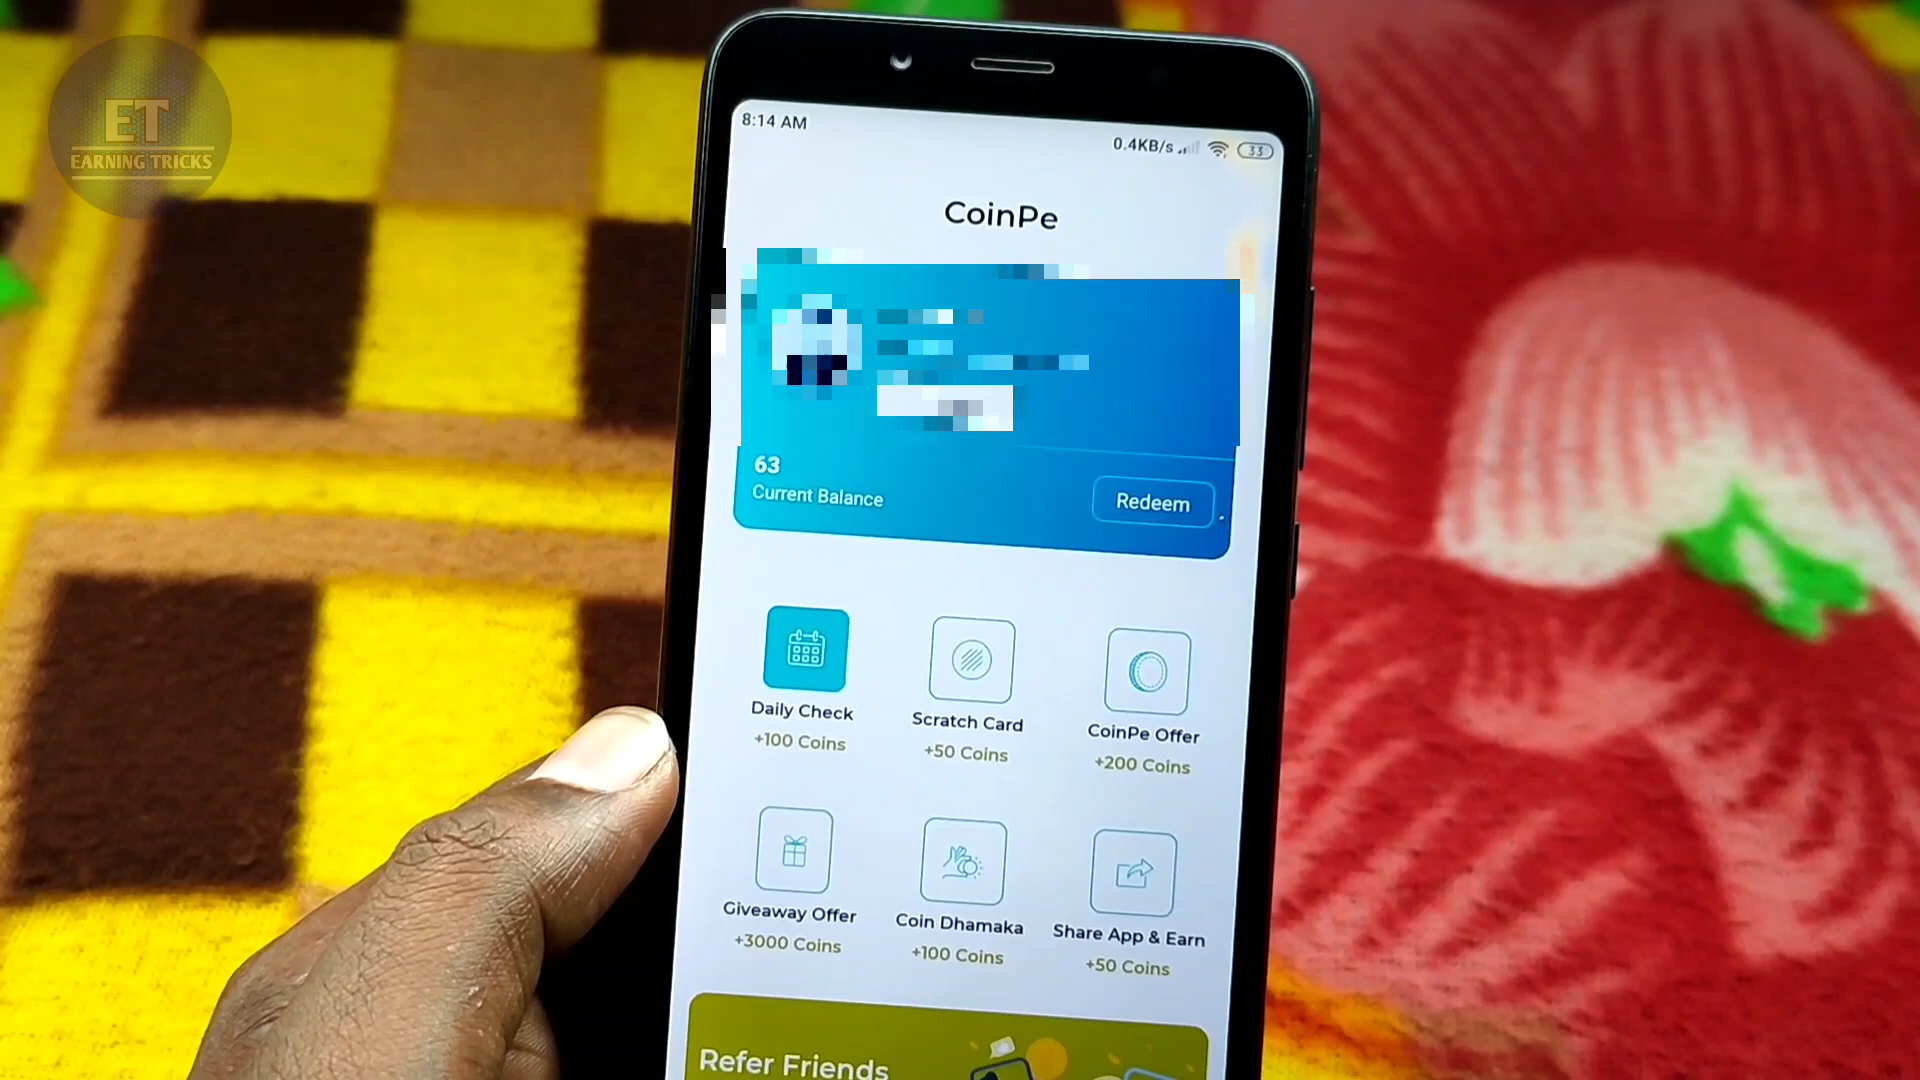 ET
EARNING TRICKS
8:14 AM
0.4KB/s
33
CoinPe
63
Current Balance
Redeem
Daily Check
+100 Coins
Scratch Card
+50 Coins
CoinPe Offer
+200 Coins
Giveaway Offer
+3000 Coins
Coin Dhamaka
+100 Coins
Share App & Earn
+50 Coins
Refer Friends